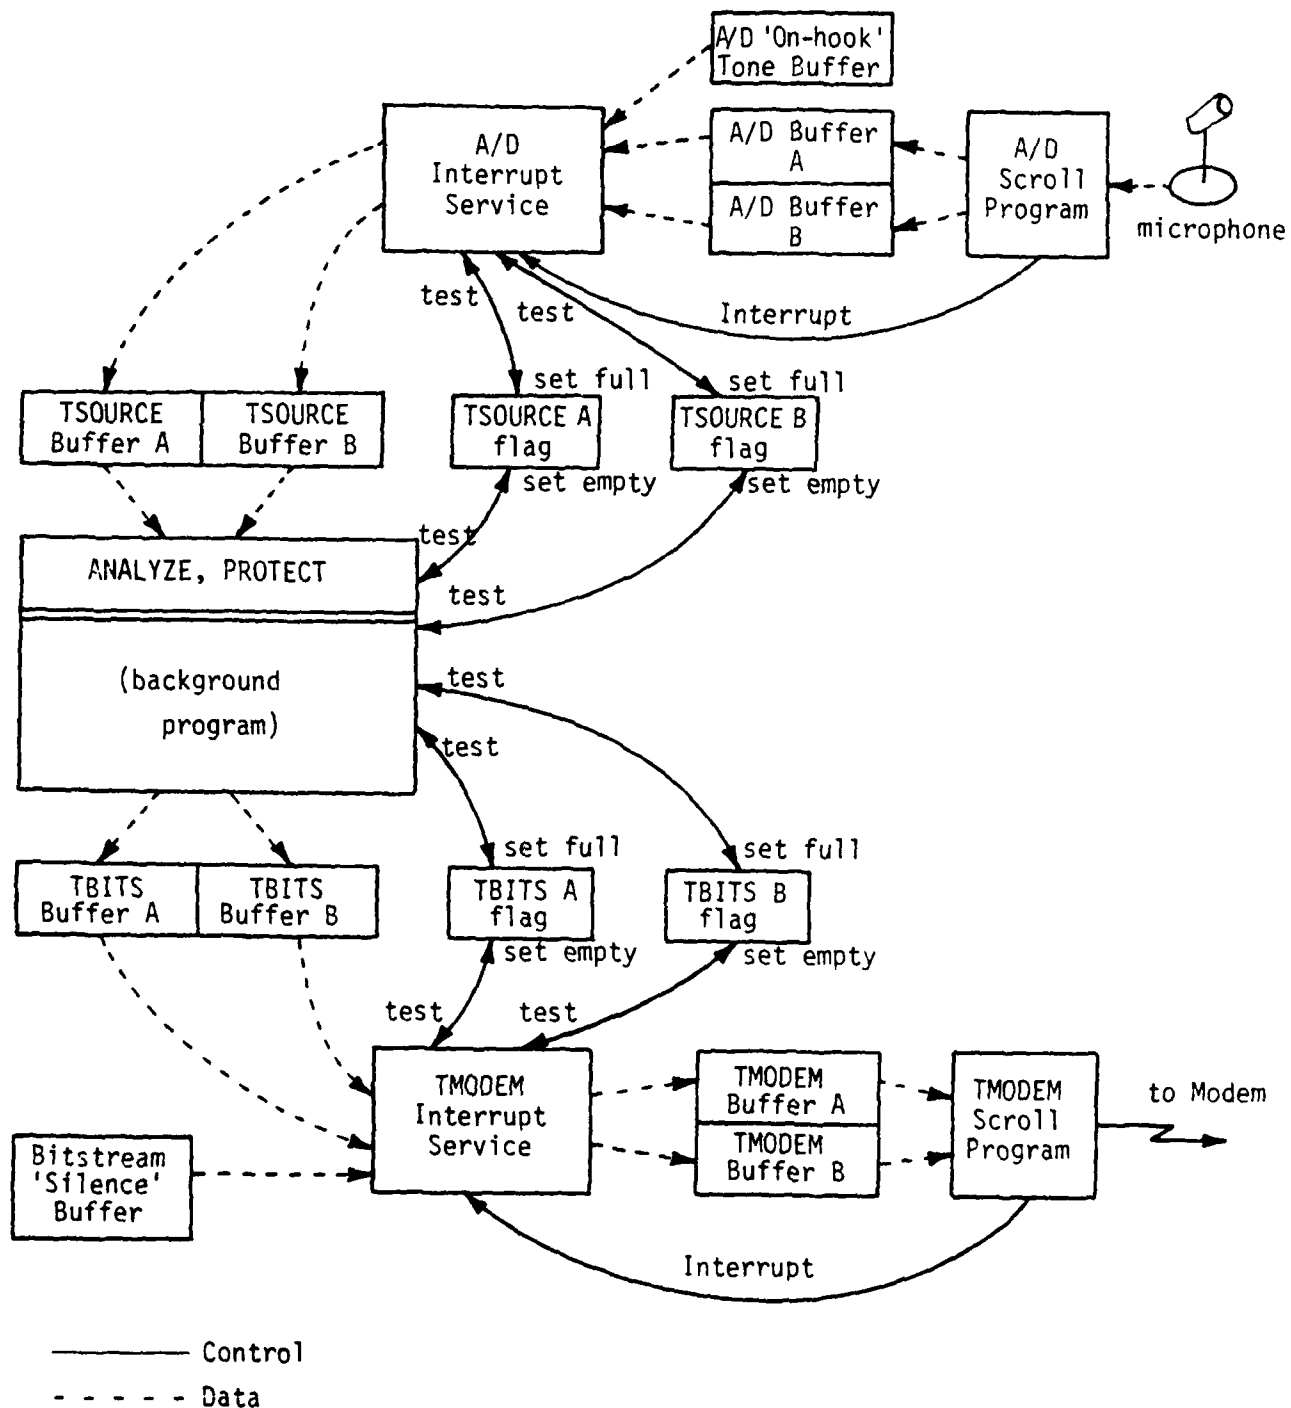 A/D 'On-hook'
Tone Buffer
A/D
Interrupt
Service
A/D Buffer
A
A/D Buffer
B
A/D
Scroll
Program
microphone
test
test
Interrupt
set full
set full
TSOURCE
Buffer A
TSOURCE
Buffer B
TSOURCE A
flag
TSOURCE B
flag
set empty
set empty
test
ANALYZE, PROTECT
test
(background
program)
test
test
set full
set full
TBITS
Buffer A
TBITS
Buffer B
TBITS A
flag
TBITS B
flag
set empty
set empty
test
test
TMODEM
Interrupt
Service
TMODEM
Buffer A
TMODEM
Buffer B
TMODEM
Scroll
Program
to Modem
Bitstream
'Silence'
Buffer
Interrupt
Control
Data